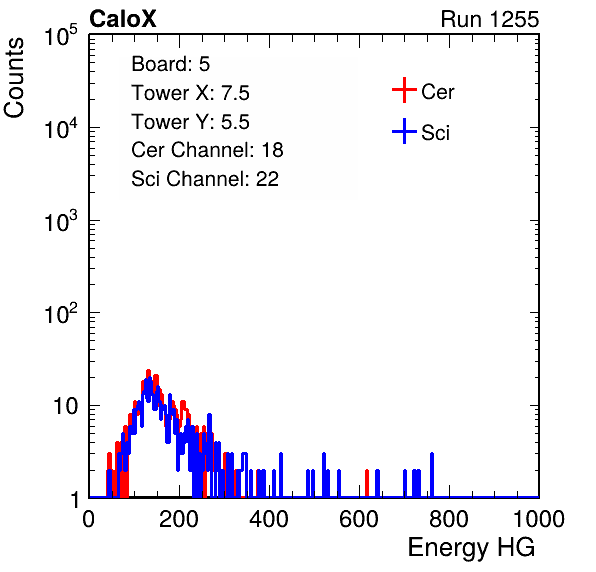 CaloX Run 1255
Counts
10^5
10^4
10^3
10^2
10
1
Board: 5
Tower X: 7.5
Tower Y: 5.5
Cer Channel: 18
Sci Channel: 22
Cer
Sci
0 200 400 600 800 1000
Energy HG